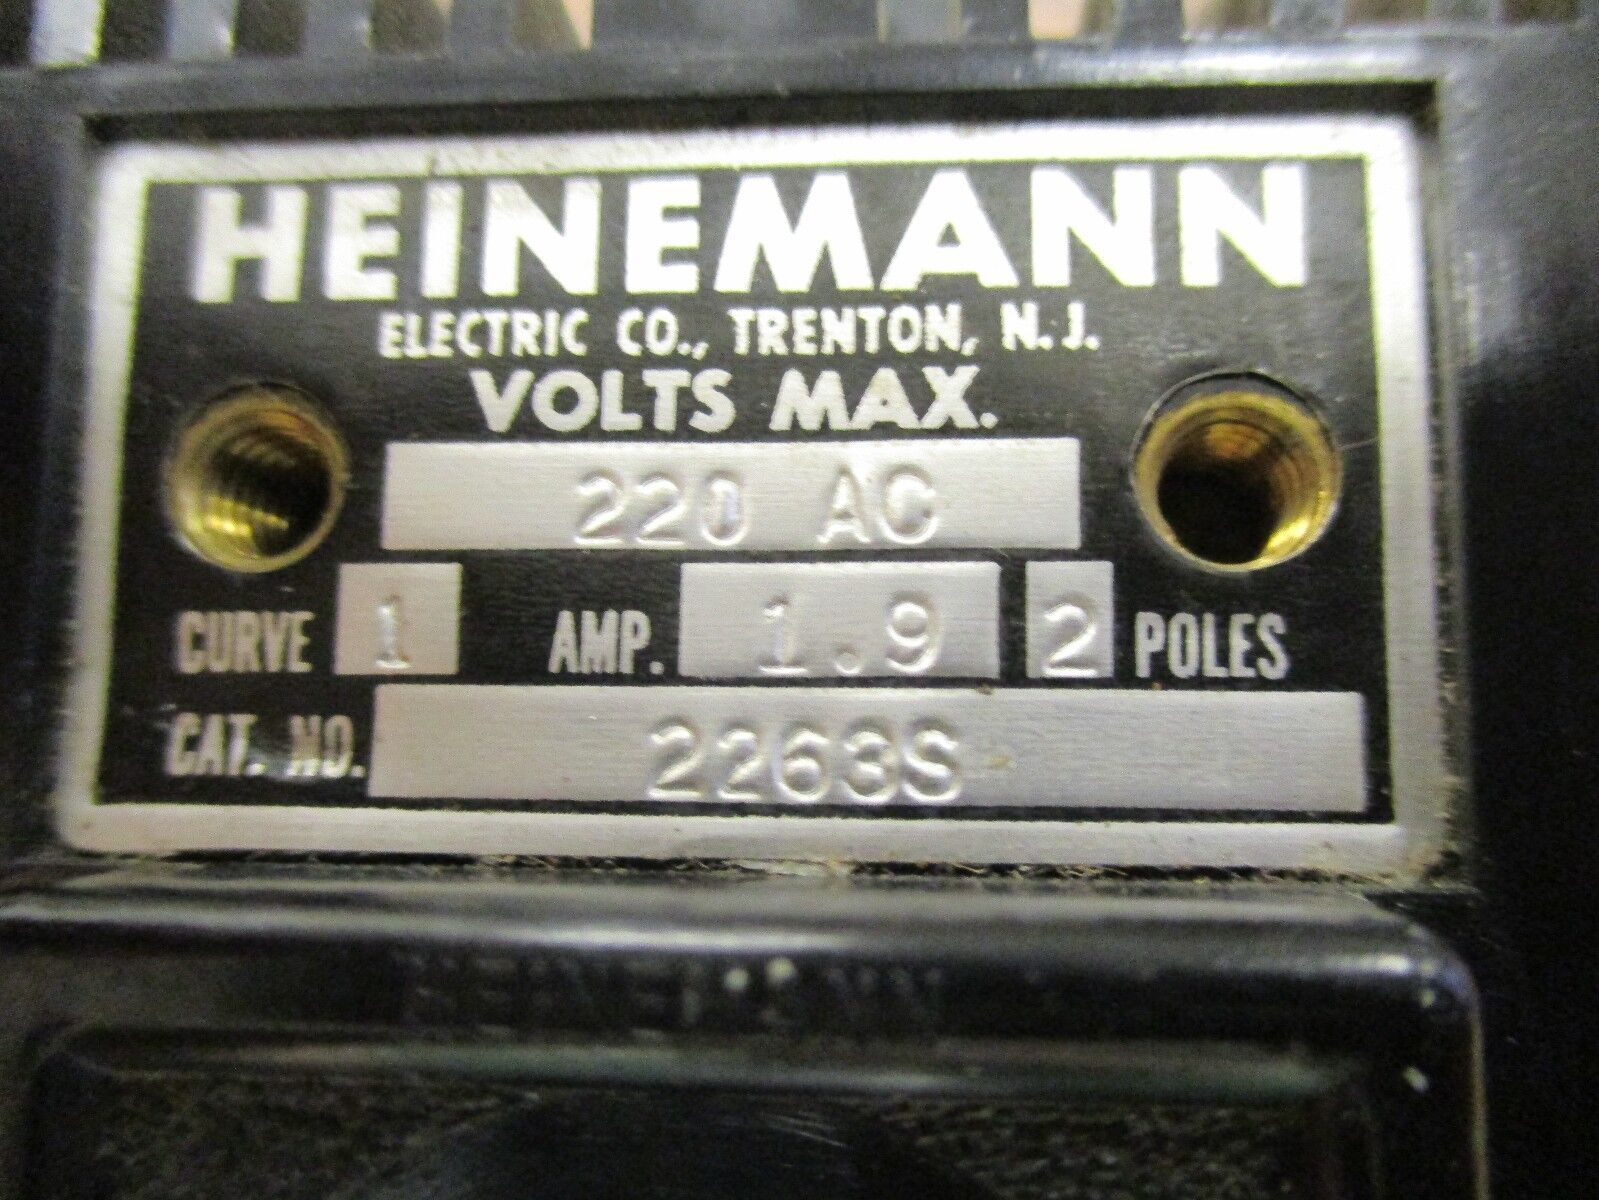 HEINEMANN
ELECTRIC CO., TRENTON, N.J.
VOLTS MAX.
220 AC
CURVE 1 AMP. 1.9 2 POLES
CAT. NO. 2263S